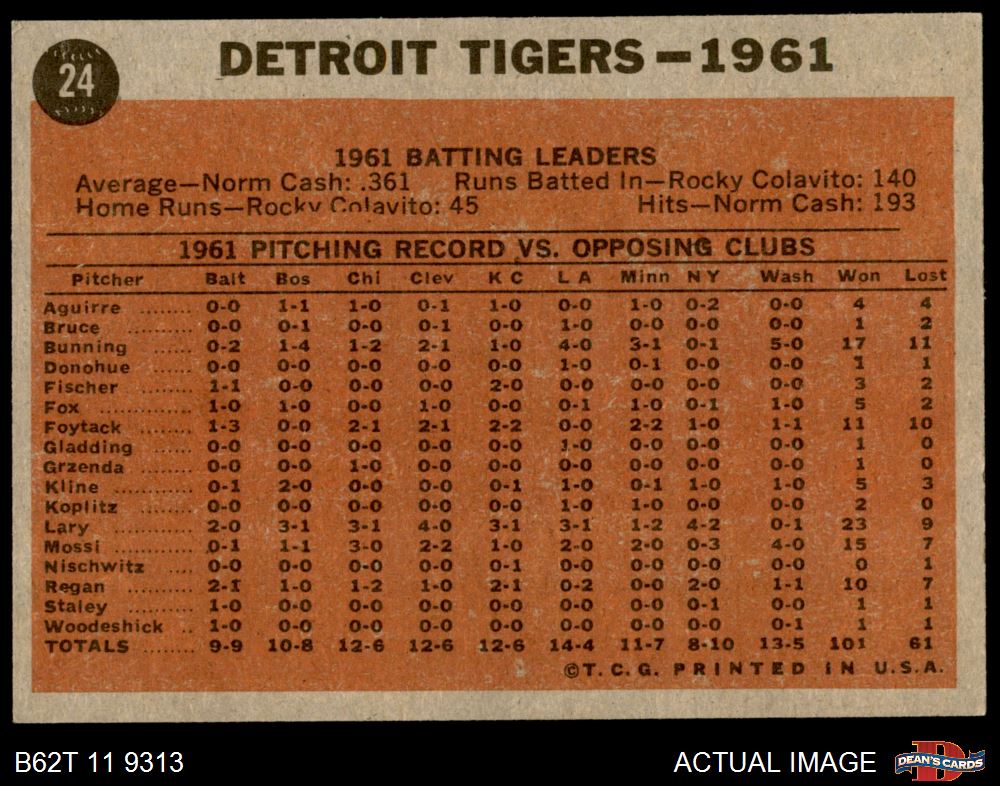 24
DETROIT TIGERS—1961
1961 BATTING LEADERS
Average—Norm Cash: .361 Runs Batted In—Rocky Colavito: 140
Home Runs—Rocky Colavito: 45 Hits—Norm Cash: 193
1961 PITCHING RECORD VS. OPPOSING CLUBS
Pitcher Balt Bos Chi Clev K C L A Minn N Y Wash Won Lost
Aguirre ........ 0-0 1-1 1-0 0-1 1-0 0-0 1-0 0-2 0-0 4 4
Bruce .......... 0-0 0-1 0-0 0-1 0-0 1-0 0-0 0-0 0-0 1 2
Bunning ...... 0-2 1-4 1-2 2-1 1-0 4-0 3-1 0-1 5-0 17 11
Donohue ...... 0-0 0-0 0-0 0-0 0-0 1-0 0-1 0-0 0-0 1 1
Fischer ........ 1-1 0-0 0-0 0-0 2-0 0-0 0-0 0-0 0-0 3 2
Fox ............. 1-0 1-0 0-0 1-0 0-0 0-1 1-0 0-1 1-0 5 2
Foytack ........ 1-3 0-0 2-1 2-1 2-2 0-0 2-2 1-0 1-1 11 10
Gladding ...... 0-0 0-0 0-0 0-0 0-0 1-0 0-0 0-0 0-0 1 0
Grzenda ...... 0-0 0-0 1-0 0-0 0-0 0-0 0-0 0-0 0-0 1 0
Kline ........... 0-1 2-0 0-0 0-0 0-1 1-0 0-1 1-0 1-0 5 3
Koplitz ........ 0-0 0-0 0-0 0-0 0-0 1-0 1-0 0-0 0-0 2 0
Lary ............ 2-0 3-1 3-1 4-0 3-1 3-1 1-2 4-2 0-1 23 9
Mossi ........... 0-1 1-1 3-0 2-2 1-0 2-0 2-0 0-3 4-0 15 7
Nischwitz .... 0-0 0-0 0-0 0-0 0-1 0-0 0-0 0-0 0-0 0 1
Regan .......... 2-1 1-0 1-2 1-0 2-1 0-2 0-0 2-0 1-1 10 7
Staley .......... 1-0 0-0 0-0 0-0 0-0 0-0 0-0 0-1 0-0 1 1
Woodeshick .. 1-0 0-0 0-0 0-0 0-0 0-0 0-0 0-0 0-1 1 1
TOTALS ........ 9-9 10-8 12-6 12-6 12-6 14-4 11-7 8-10 13-5 101 61
©T. C. G. PRINTED IN U.S.A.
B62T 11 9313 ACTUAL IMAGE
D
DEAN'S CARDS